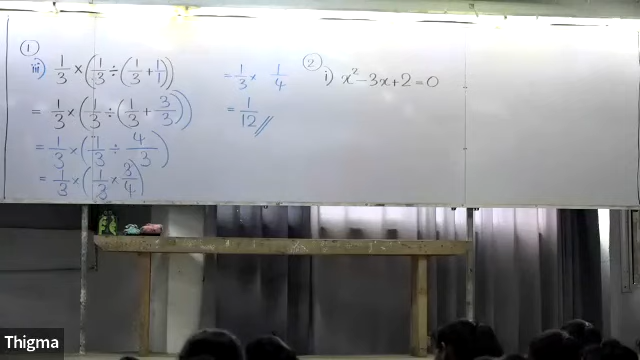 ①
iii) 1/3 × (1/3 ÷ (1/3 + 1/1))
= 1/3 × (1/3 ÷ (1/3 + 3/3))
= 1/3 × (1/3 ÷ 4/3)
= 1/3 × (1/3 × 3/4)
= 1/3 × 1/4
= 1/12 //
②
i) x² - 3x + 2 = 0
Thigma